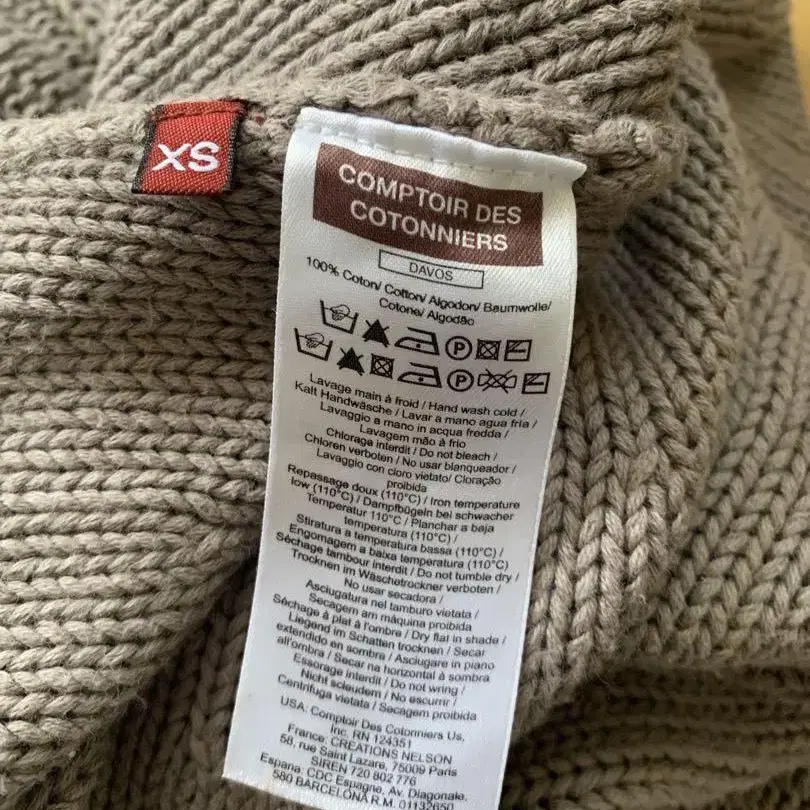 XS
COMPTOIR DES
COTONNIERS
DAVOS
100% Coton/ Cotton/ Algodon/ Baumwolle/
Cotone/ Algodão
P
P
Lavage main à froid / Hand wash cold /
Kalt Handwäsche / Lavar a mano agua fria /
Lavaggio a mano in acqua fredda /
Lavagem mão à frio
Chlorage interdit / Do not bleach /
Chloren verboten / No usar blanqueador /
Lavaggio con cloro vietato/ Cloração
proibida
Repassage doux (110°C) / Iron temperature
low (110°C) / Dampfbügeln bei schwacher
Temperatur 110°C / Planchar a baja
temperatura (110°C) /
Stiratura a temperatura bassa (110°C) /
Engomagem a baixa temperatura (110°C)
Séchage tambour interdit / Do not tumble dry /
Trocknen im Wäschetrockner verboten /
No usar secadora /
Asciugatura nel tamburo vietata /
Secagem am máquina proibida
Séchage à plat à l'ombre / Dry flat in shade /
Liegend im Schatten trocknen / Secar
extendido en sombra / Asciugare in piano
all'ombra / Secar na horizontal à sombra
Essorage interdit / Do not wring /
Nicht schleudern / No escurrir /
Centrifuga vietata / Secagem proibida
USA: Comptoir Des Cotonniers Us,
Inc. RN 124351
France: CREATIONS NELSON
58, rue Saint Lazare, 75009 Paris
SIREN 720 802 776
Espana: CDC Espagne, Av. Diagonale,
580 BARCELONA R.M. 01132650